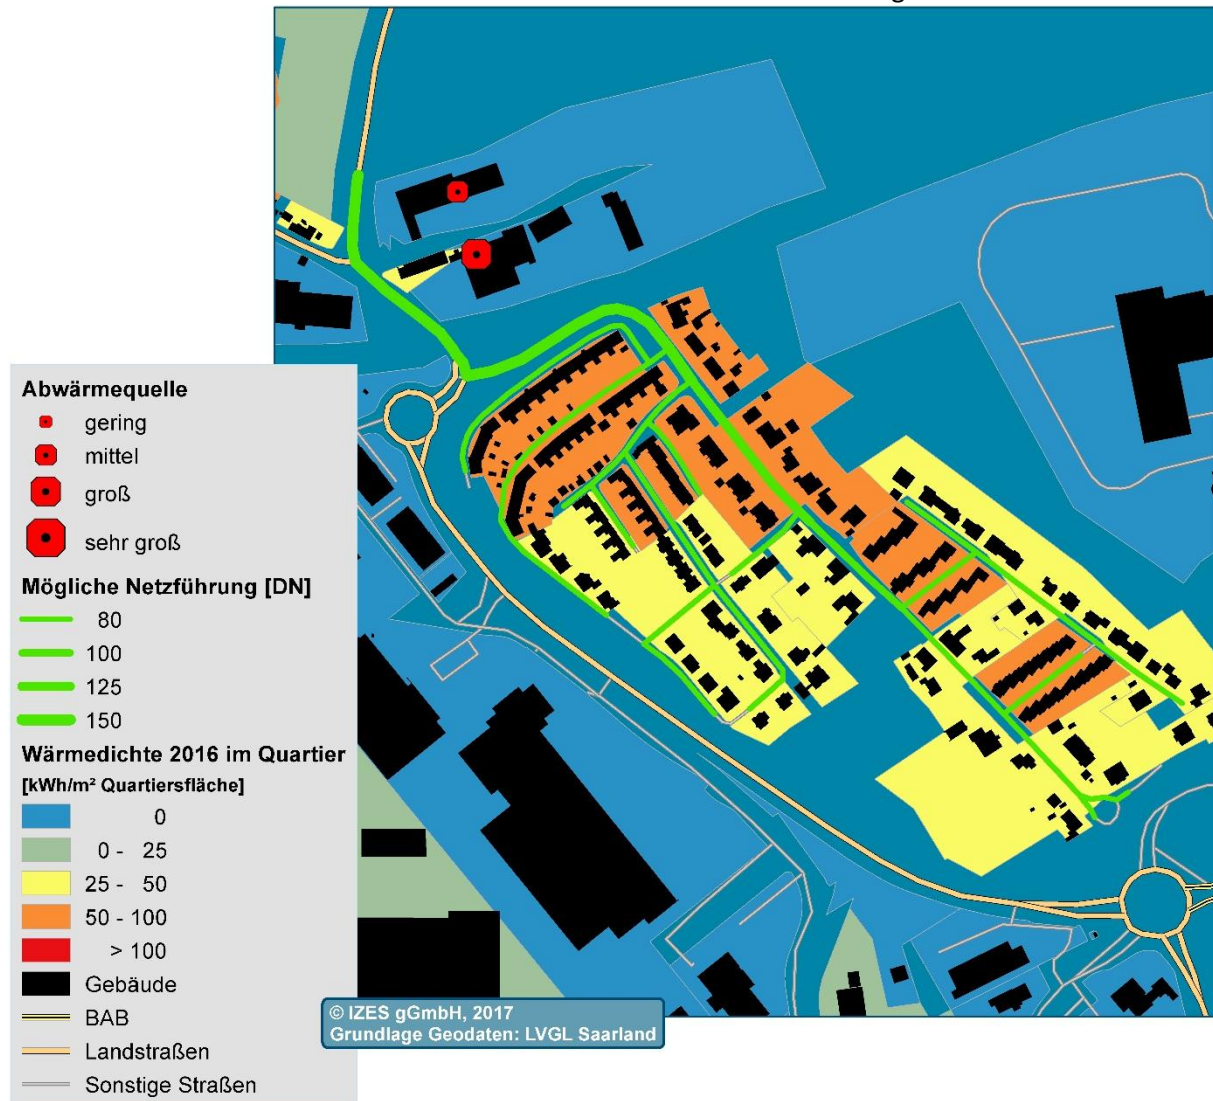 Abwärmequelle
gering
mittel
groß
sehr groß
Mögliche Netzführung [DN]
80
100
125
150
Wärmedichte 2016 im Quartier
[kWh/m² Quartiersfläche]
0
0 - 25
25 - 50
50 - 100
> 100
Gebäude
BAB
Landstraßen
Sonstige Straßen
© IZES gGmbH, 2017
Grundlage Geodaten: LVGL Saarland